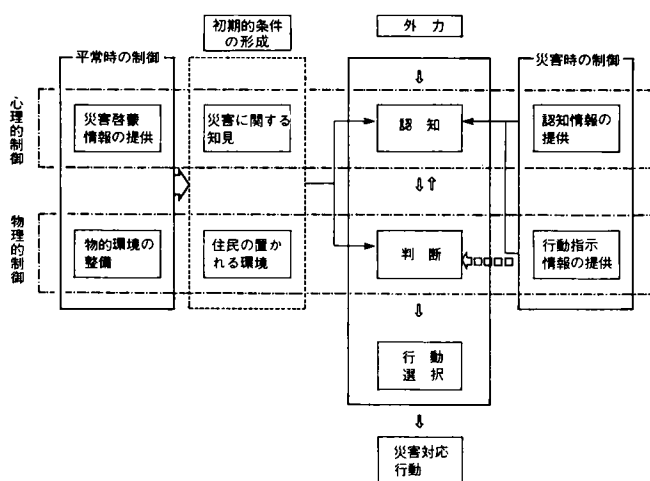 初期的条件
の形成
外力
平常時の制御
災害時の制御
心理的制御
災害啓蒙
情報の提供
災害に関する
知見
認知
認知情報の
提供
物理的制御
物的環境の
整備
住民の置か
れる環境
判断
行動指示
情報の提供
行動
選択
災害対応
行動